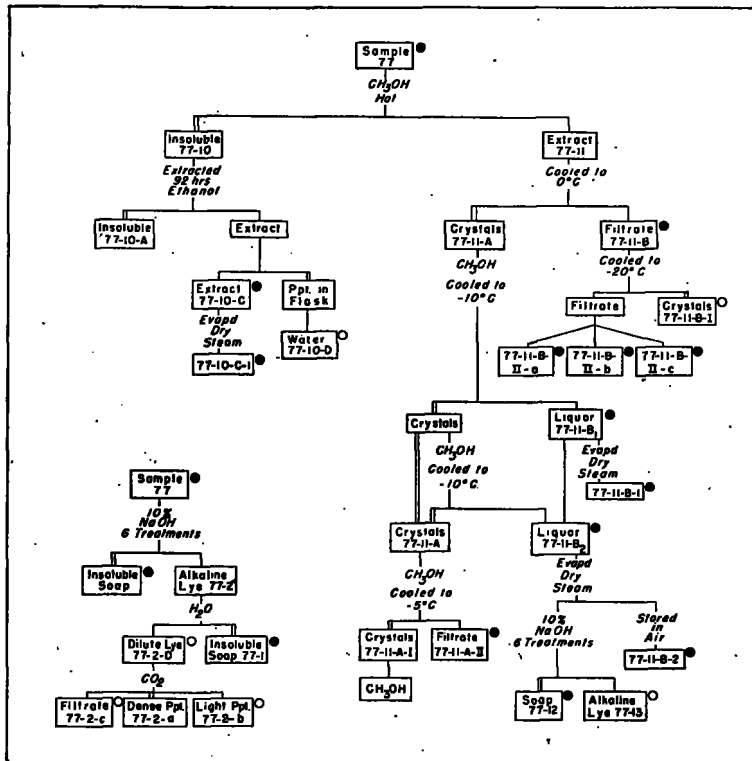 Sample
77
CH3OH
Hot
Insoluble
77-10
Extract
77-11
Extracted
92 hrs
Ethanol
Cooled to
0°C
Insoluble
77-10-A
Extract
Crystals
77-11-A
Filtrate
77-11-B
CH3OH
Cooled to
-10°C
Cooled to
-20°C
Extract
77-10-C
Ppt. in
Flask
Filtrate
Crystals
77-11-B-I
Evapd
Dry
Steam
Water
77-10-D
77-10-C-1
77-11-B-
II-a
77-11-B-
II-b
77-11-B-
II-c
Crystals
Liquor
77-11-B1
CH3OH
Cooled to
-10°C.
Evapd
Dry
Steam
77-11-B-1
Sample
77
10%
NaOH
6 Treatments
Crystals
77-11-A
Liquor
77-11-B2
Insoluble
Soap
Alkaline
Lye 77-2
CH3OH
Cooled to
-5°C
Evapd
Dry
Steam
H2O
10%
NaOH
6 Treatments
Stored
in
Air
Dilute Lye
77-2-D
Insoluble
Soap 77-1
Crystals
77-11-A-I
Filtrate
77-11-A-II
77-11-B-2
CO2
CH3OH
Filtrate
77-2-c
Dense Ppt.
77-2-a
Light Ppt.
77-2-b
Soap
77-12
Alkaline
Lye 77-13